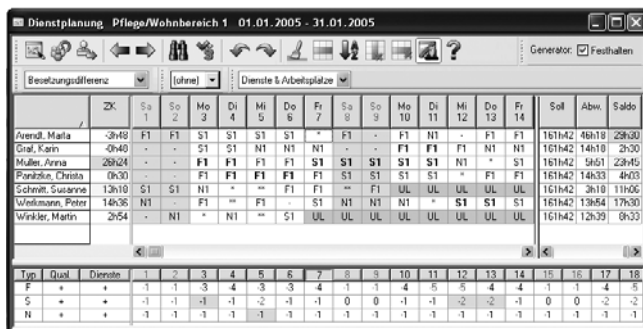 Dienstplanung Pflege/Wohnbereich 1 01.01.2005 - 31.01.2005
Generator: Festhalten
Besetzungsdifferenz [ohne] Dienste & Arbeitsplätze
ZK Sa 1 So 2 Mo 3 Di 4 Mi 5 Do 6 Fr 7 Sa 8 So 9 Mo 10 Di 11 Mi 12 Do 13 Fr 14 Soll Abw. Saldo
Arendt, Marta -3h48 F1 F1 S1 S1 S1 S1 * F1 - F1 N1 - F1 F1 161h42 46h18 29h30
Graf, Karin -0h48 - - S1 S1 N1 N1 N1 - - F1 F1 F1 N1 N1 161h42 14h18 2h30
Müller, Anna 26h24 - - F1 F1 F1 F1 S1 S1 S1 S1 N1 * S1 161h42 5h51 23h45
Panitzke, Christa 0h30 - - F1 F1 F1 F1 S1 - - S1 S1 * F1 F1 161h42 14h33 4h03
Schmitt, Susanne 13h18 S1 S1 N1 * ** F1 F1 ** F1 UL UL UL UL UL 161h42 3h18 11h06
Werkmann, Peter 14h36 N1 - F1 ** F1 - S1 N1 N1 N1 * S1 S1 S1 161h42 13h54 17h30
Winkler, Martin 2h54 - N1 * N1 ** S1 UL UL UL UL UL UL UL UL 161h42 12h39 8h33
Typ Qual. Dienste 1 2 3 4 5 6 7 8 9 10 11 12 13 14 15 16 17 18
F + + -1 -1 -3 -4 -3 -3 -4 -1 -1 -4 -5 -5 -4 -4 -1 -1 -4 -5
S + + -1 -1 -1 -1 -2 -1 -1 0 0 -1 -1 -2 -2 -1 0 0 -2 -2
N + + -1 -1 -1 -1 -1 -1 -1 -1 -1 -1 -1 -1 -1 -1 -1 -1 -1 -1